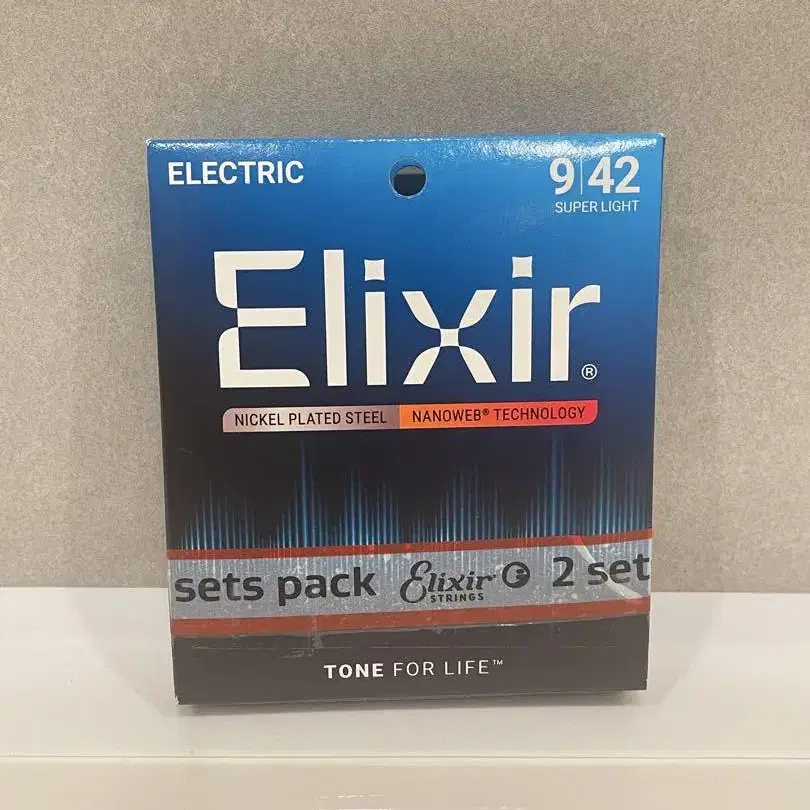 ELECTRIC
9|42
SUPER LIGHT
Elixir®
NICKEL PLATED STEEL NANOWEB® TECHNOLOGY
sets pack Elixir STRINGS 2 set
TONE FOR LIFE™